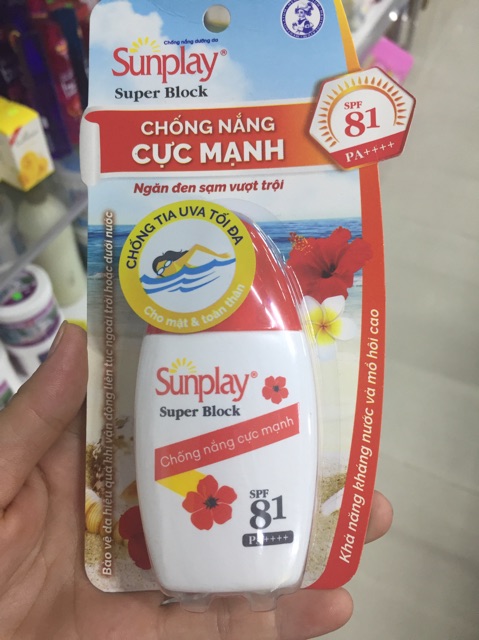 Chống nắng dưỡng da
Sunplay®
Super Block
CHỐNG NẮNG
CỰC MẠNH
Ngăn đen sạm vượt trội
SPF
81
PA++++
CHỐNG TIA UVA TỐI ĐA
Cho mặt & toàn thân
Bảo vệ da hiệu quả khi vận động liên tục ngoài trời hoặc dưới nước
Khả năng kháng nước và mồ hôi cao
Sunplay®
Super Block
Chống nắng cực mạnh
SPF
81
PA++++